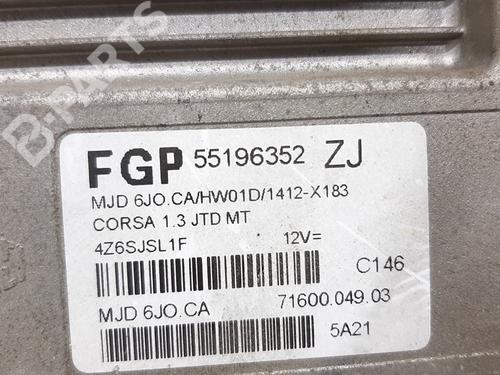 B-PARTS
FGP 55196352 ZJ
MJD 6JO.CA/HW01D/1412-X183
CORSA 1.3 JTD MT
4Z6SJSL1F 12V=
C146
MJD 6JO.CA 71600.049.03
5A21